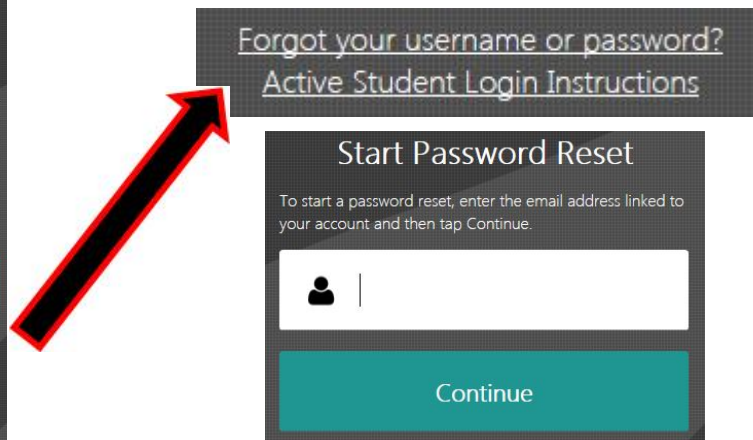 Forgot your username or password?
Active Student Login Instructions
Start Password Reset
To start a password reset, enter the email address linked to
your account and then tap Continue.
Continue